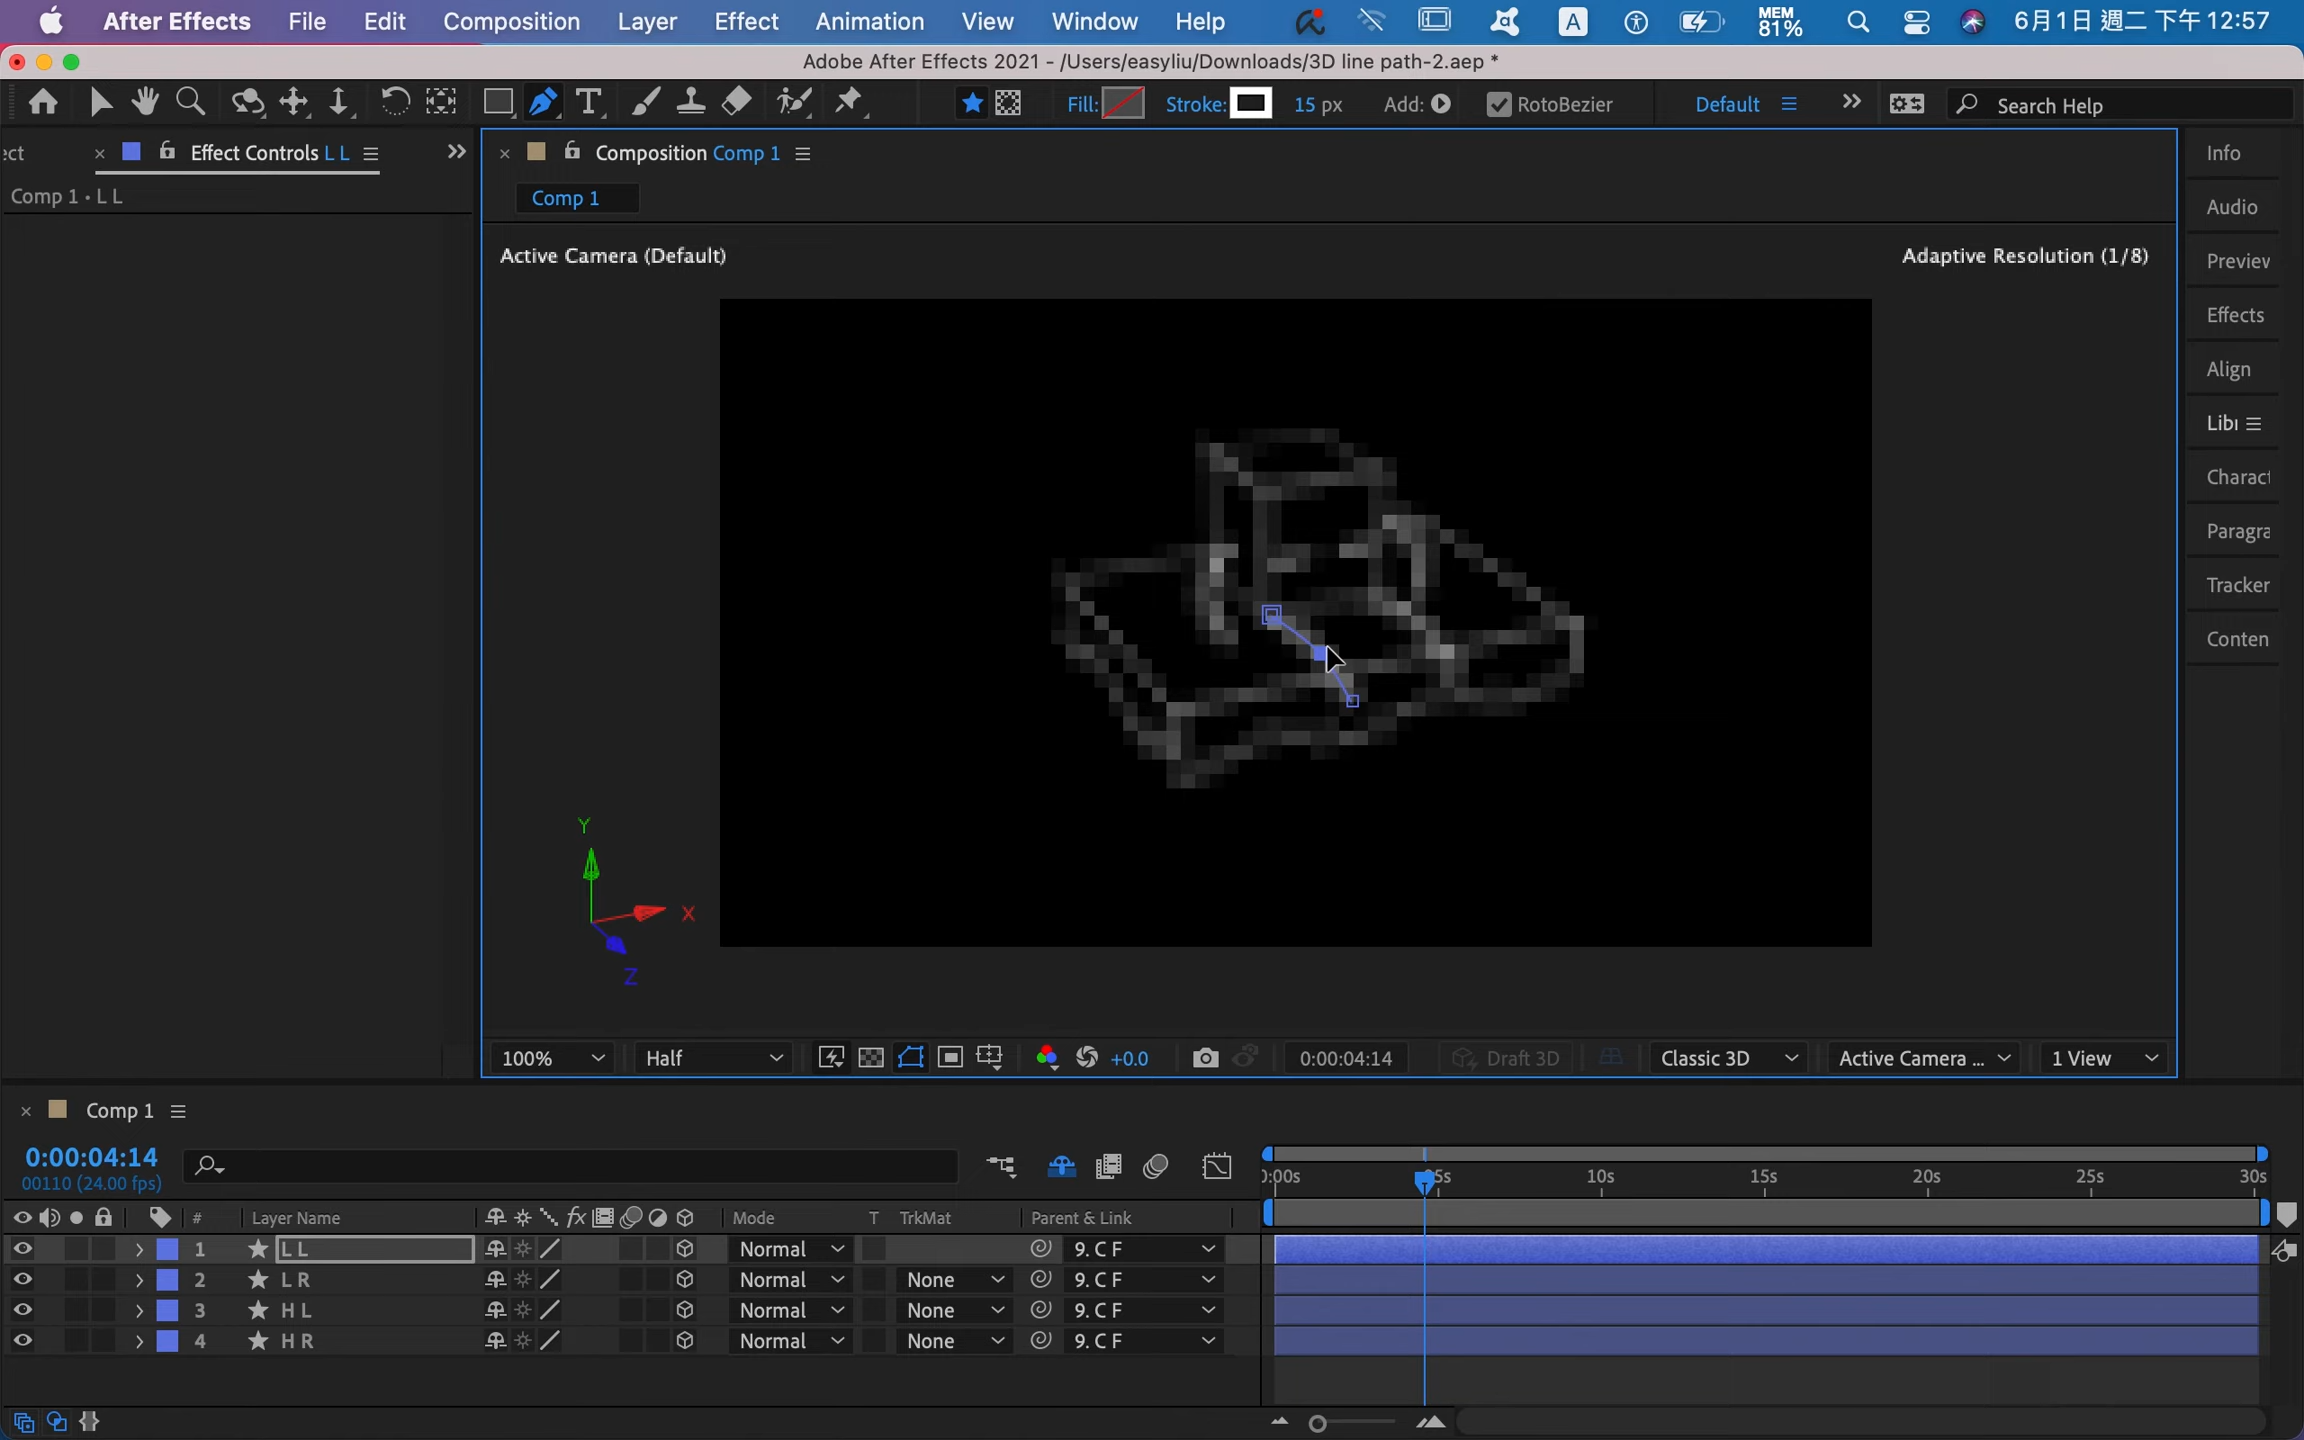 After Effects File Edit Composition Layer Effect Animation View Window Help A MEM 81% 6月1日 週二 下午 12:57
Adobe After Effects 2021 - /Users/easyliu/Downloads/3D line path-2.aep *
T Fill: Stroke: 15 px Add: RotoBezier Default Search Help
ect Effect Controls L L
Comp 1 • L L
Composition Comp 1
Comp 1
Active Camera (Default)
Adaptive Resolution (1/8)
Y
X
Z
Info
Audio
Preview
Effects
Align
Libr
Charact
Paragra
Tracker
Conten
100% Half +0.0 0:00:04:14 Draft 3D Classic 3D Active Camera ... 1 View
Comp 1
0:00:04:14
00110 (24.00 fps)
0:00s 05s 10s 15s 20s 25s 30s
# Layer Name fx Mode T TrkMat Parent & Link
1 L L Normal 9. C F
2 L R Normal None 9. C F
3 H L Normal None 9. C F
4 H R Normal None 9. C F